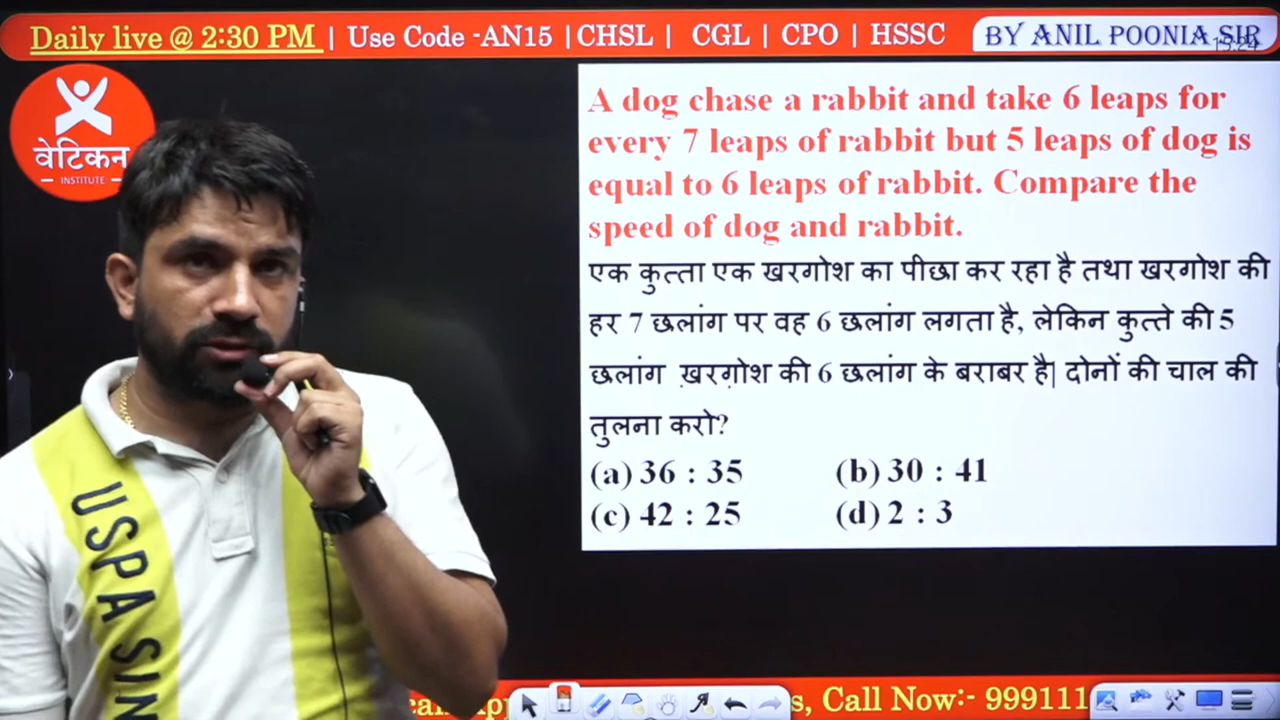 Daily live @ 2:30 PM | Use Code -AN15 |CHSL | CGL | CPO | HSSC
BY ANIL POONIA SIR
15:24
वेटिकन
INSTITUTE
A dog chase a rabbit and take 6 leaps for
every 7 leaps of rabbit but 5 leaps of dog is
equal to 6 leaps of rabbit. Compare the
speed of dog and rabbit.
एक कुत्ता एक खरगोश का पीछा कर रहा है तथा खरगोश की
हर 7 छलांग पर वह 6 छलांग लगता है, लेकिन कुत्ते की 5
छलांग ख़रगोश की 6 छलांग के बराबर है| दोनों की चाल की
तुलना करो?
(a) 36 : 35 (b) 30 : 41
(c) 42 : 25 (d) 2 : 3
USPA SIN
s, Call Now:- 999111